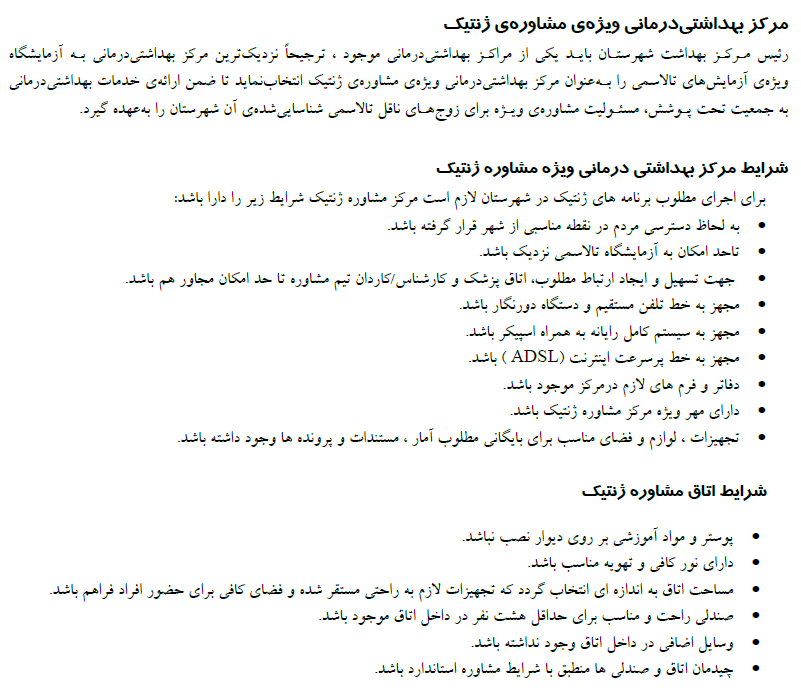 مرکز بهداشتی‌درمانی ویژه‌ی مشاوره‌ی ژنتیک
رئیس مرکز بهداشت شهرستان باید یکی از مراکز بهداشتی‌درمانی موجود ، ترجیحاً نزدیک‌ترین مرکز بهداشتی‌درمانی به آزمایشگاه
ویژه‌ی آزمایش‌های تالاسمی را به‌عنوان مرکز بهداشتی‌درمانی ویژه‌ی مشاوره‌ی ژنتیک انتخاب‌نماید تا ضمن ارائه‌ی خدمات بهداشتی‌درمانی
به جمعیت تحت پوشش، مسئولیت مشاوره‌ی ویژه برای زوج‌های ناقل تالاسمی شناسایی‌شده‌ی آن شهرستان را به‌عهده گیرد.
شرایط مرکز بهداشتی درمانی ویژه مشاوره ژنتیک
برای اجرای مطلوب برنامه های ژنتیک در شهرستان لازم است مرکز مشاوره ژنتیک شرایط زیر را دارا باشد:
• به لحاظ دسترسی مردم در نقطه مناسبی از شهر قرار گرفته باشد.
• تاحد امکان به آزمایشگاه تالاسمی نزدیک باشد.
• جهت تسهیل و ایجاد ارتباط مطلوب، اتاق پزشک و کارشناس/کاردان تیم مشاوره تا حد امکان مجاور هم باشد.
• مجهز به خط تلفن مستقیم و دستگاه دورنگار باشد.
• مجهز به سیستم کامل رایانه به همراه اسپیکر باشد.
• مجهز به خط پرسرعت اینترنت (ADSL ) باشد.
• دفاتر و فرم های لازم درمرکز موجود باشد.
• دارای مهر ویژه مرکز مشاوره ژنتیک باشد.
• تجهیزات ، لوازم و فضای مناسب برای بایگانی مطلوب آمار ، مستندات و پرونده ها وجود داشته باشد.
شرایط اتاق مشاوره ژنتیک
• پوستر و مواد آموزشی بر روی دیوار نصب نباشد.
• دارای نور کافی و تهویه مناسب باشد.
• مساحت اتاق به اندازه ای انتخاب گردد که تجهیزات لازم به راحتی مستقر شده و فضای کافی برای حضور افراد فراهم باشد.
• صندلی راحت و مناسب برای حداقل هشت نفر در داخل اتاق موجود باشد.
• وسایل اضافی در داخل اتاق وجود نداشته باشد.
• چیدمان اتاق و صندلی ها منطبق با شرایط مشاوره استاندارد باشد.